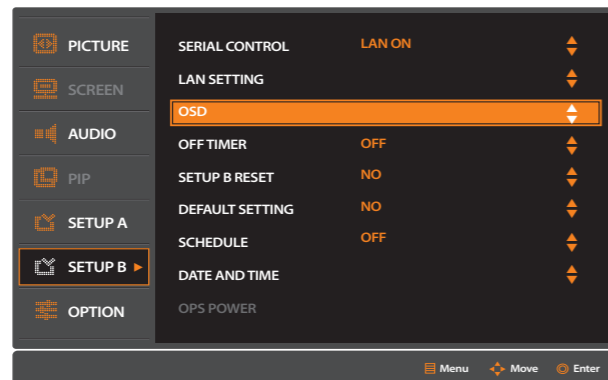 PICTURE
SCREEN
AUDIO
PIP
SETUP A
SETUP B
OPTION
SERIAL CONTROL LAN ON
LAN SETTING
OSD
OFF TIMER OFF
SETUP B RESET NO
DEFAULT SETTING NO
SCHEDULE OFF
DATE AND TIME
OPS POWER
Menu Move Enter